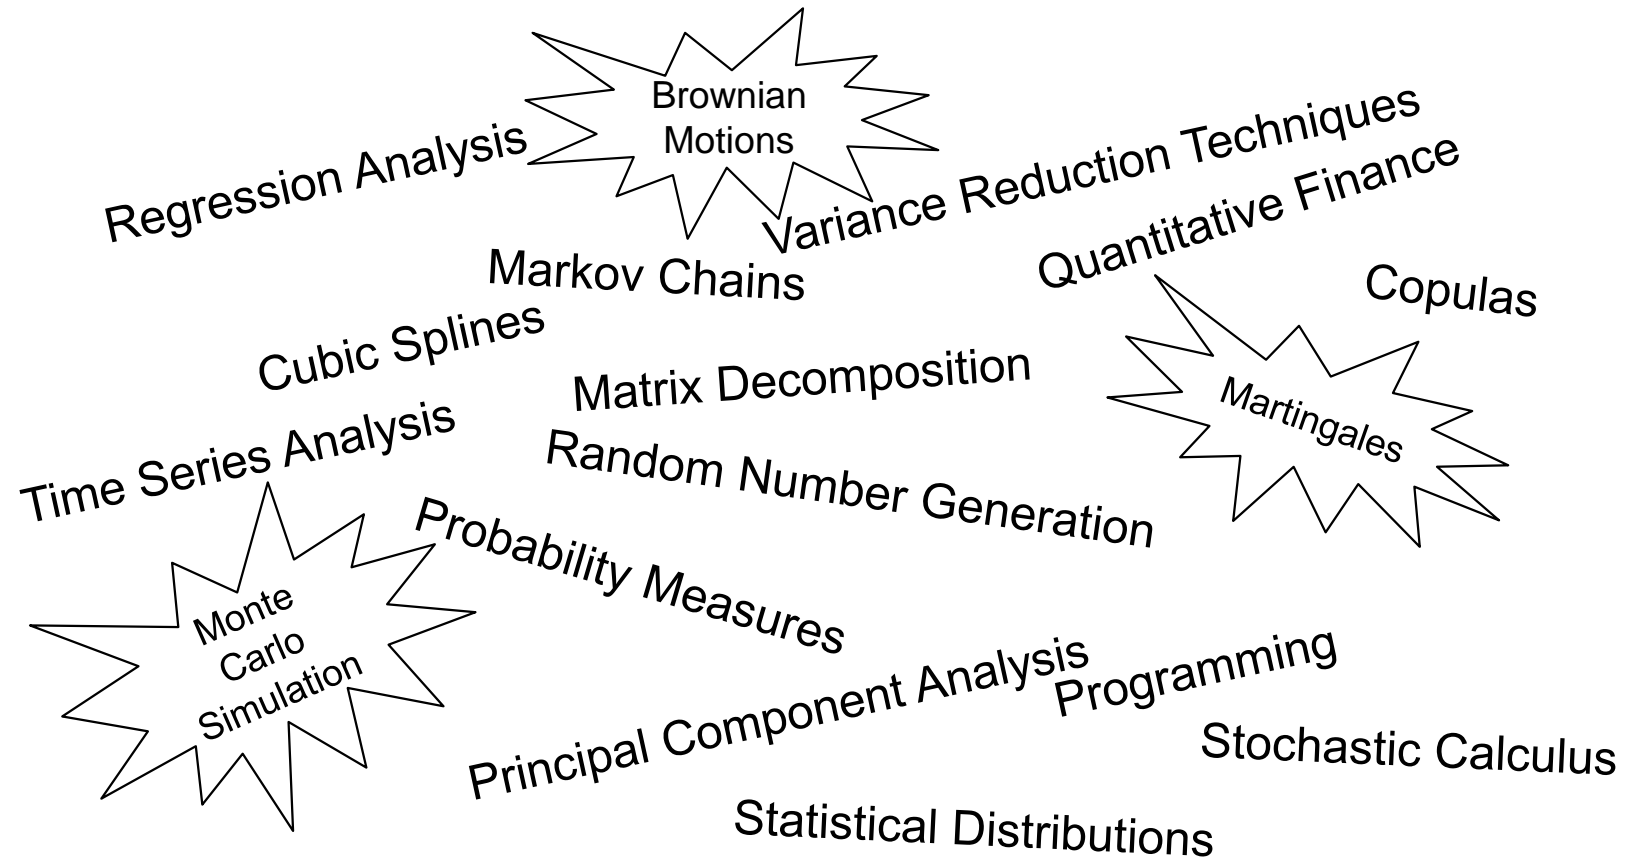 Brownian
Motions
Regression Analysis
Variance Reduction Techniques
Quantitative Finance
Markov Chains
Copulas
Cubic Splines
Matrix Decomposition
Martingales
Time Series Analysis
Random Number Generation
Probability Measures
Monte
Carlo
Simulation
Principal Component Analysis
Programming
Stochastic Calculus
Statistical Distributions